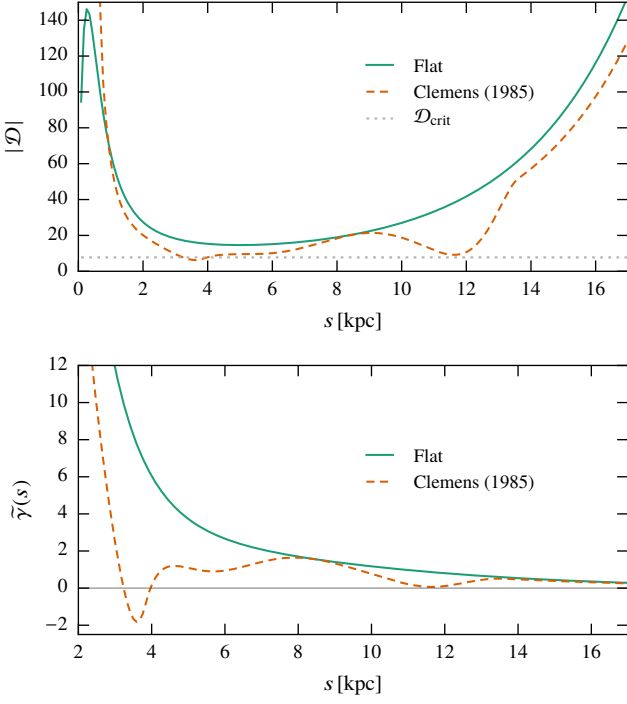 140
120
100
80
60
40
20
0
|𝒟|
Flat
Clemens (1985)
𝒟crit
0 2 4 6 8 10 12 14 16
s [kpc]
12
10
8
6
4
2
0
−2
γ̃(s)
Flat
Clemens (1985)
2 4 6 8 10 12 14 16
s [kpc]